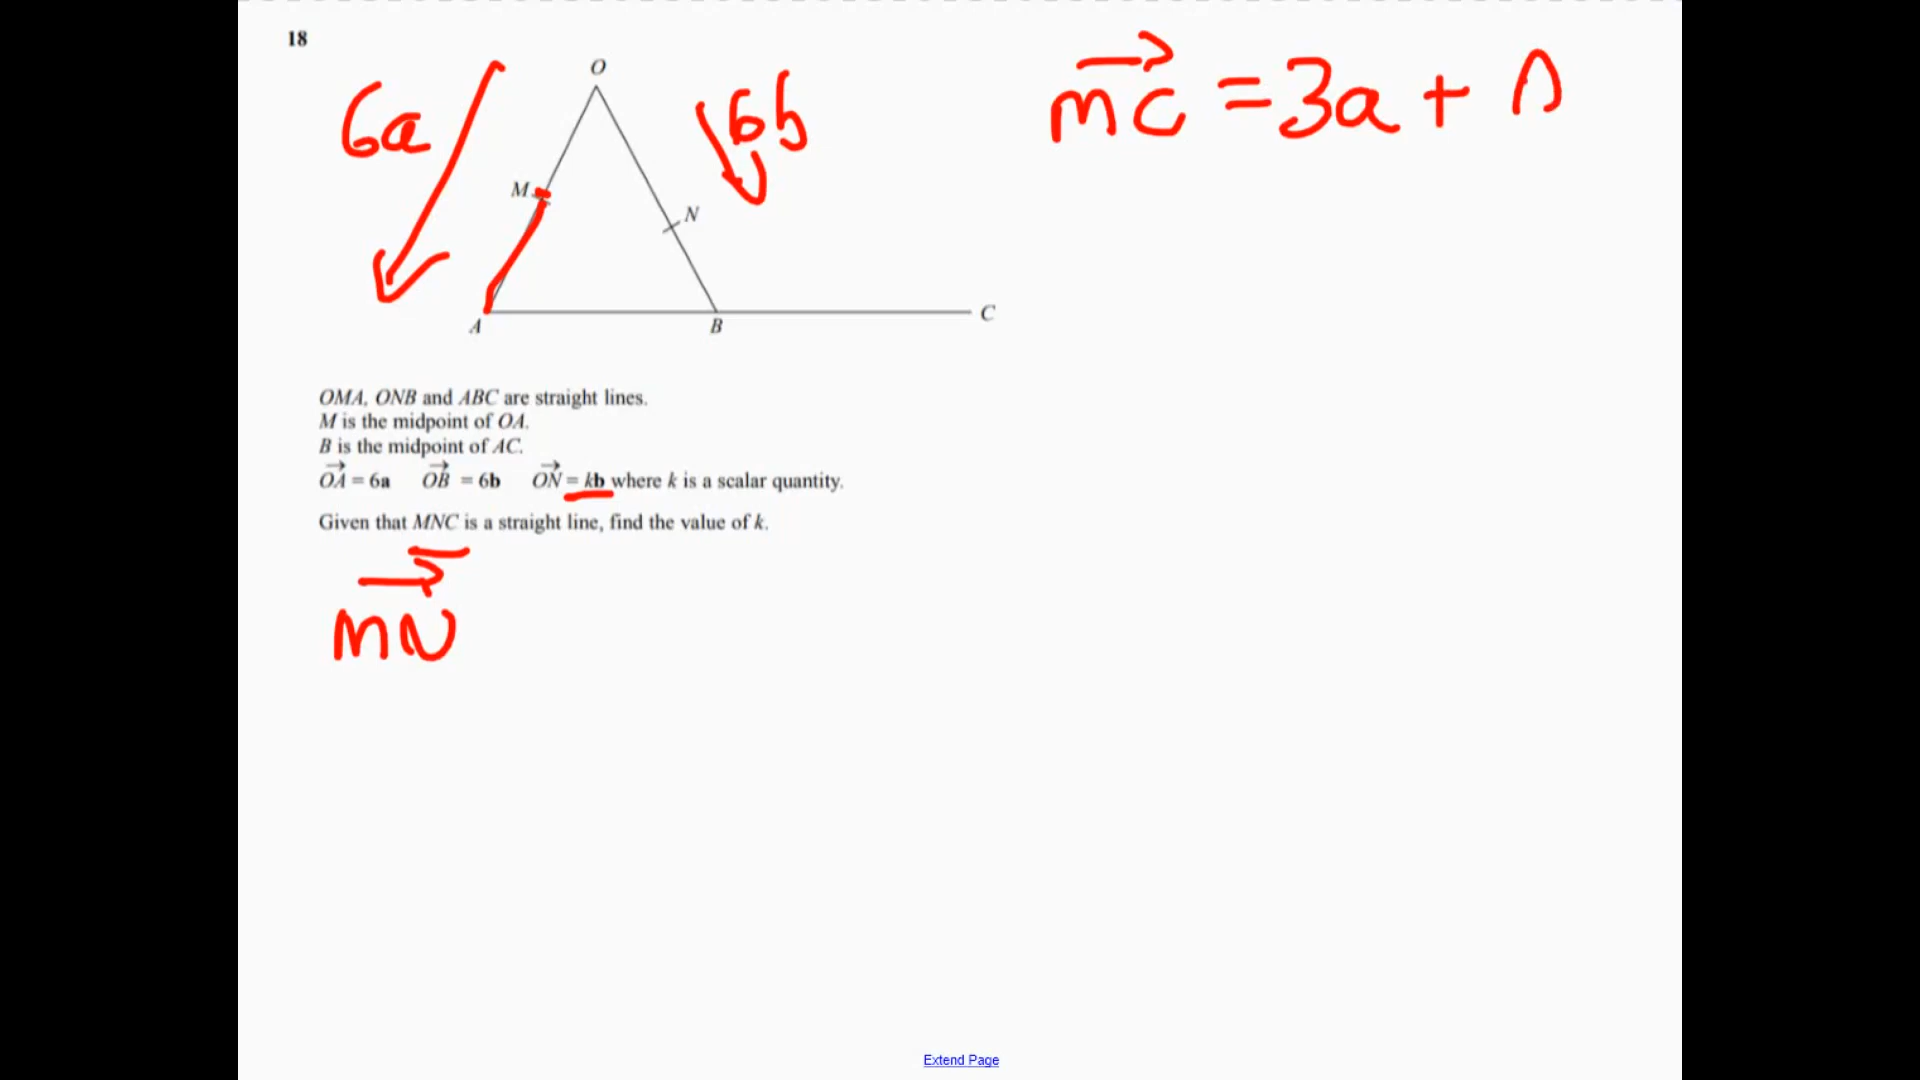 18
O
6a
6b
MC = 3a + A
M
N
A
B
C
OMA, ONB and ABC are straight lines.
M is the midpoint of OA.
B is the midpoint of AC.
OA = 6a OB = 6b ON = kb where k is a scalar quantity.
Given that MNC is a straight line, find the value of k.
MN
Extend Page